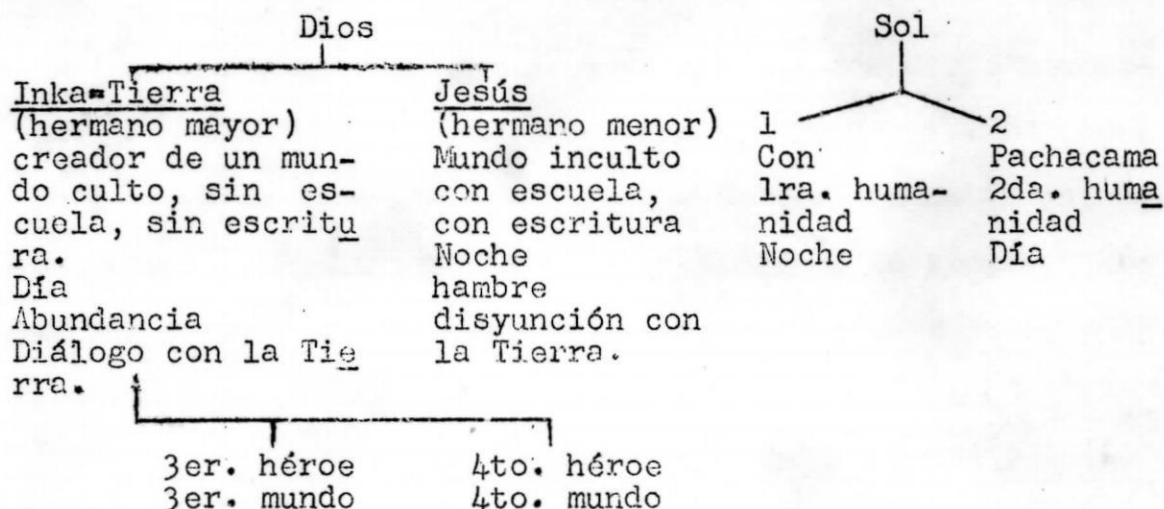 Dios
Inka=Tierra
(hermano mayor)
creador de un mun-
do culto, sin es-
cuela, sin escritu
ra.
Día
Abundancia
Diálogo con la Tie
rra.
Jesús
(hermano menor)
Mundo inculto
con escuela,
con escritura
Noche
hambre
disyunción con
la Tierra.
3er. héroe
3er. mundo
4to. héroe
4to. mundo
Sol
1
Con
1ra. huma-
nidad
Noche
2
Pachacama
2da. huma
nidad
Día